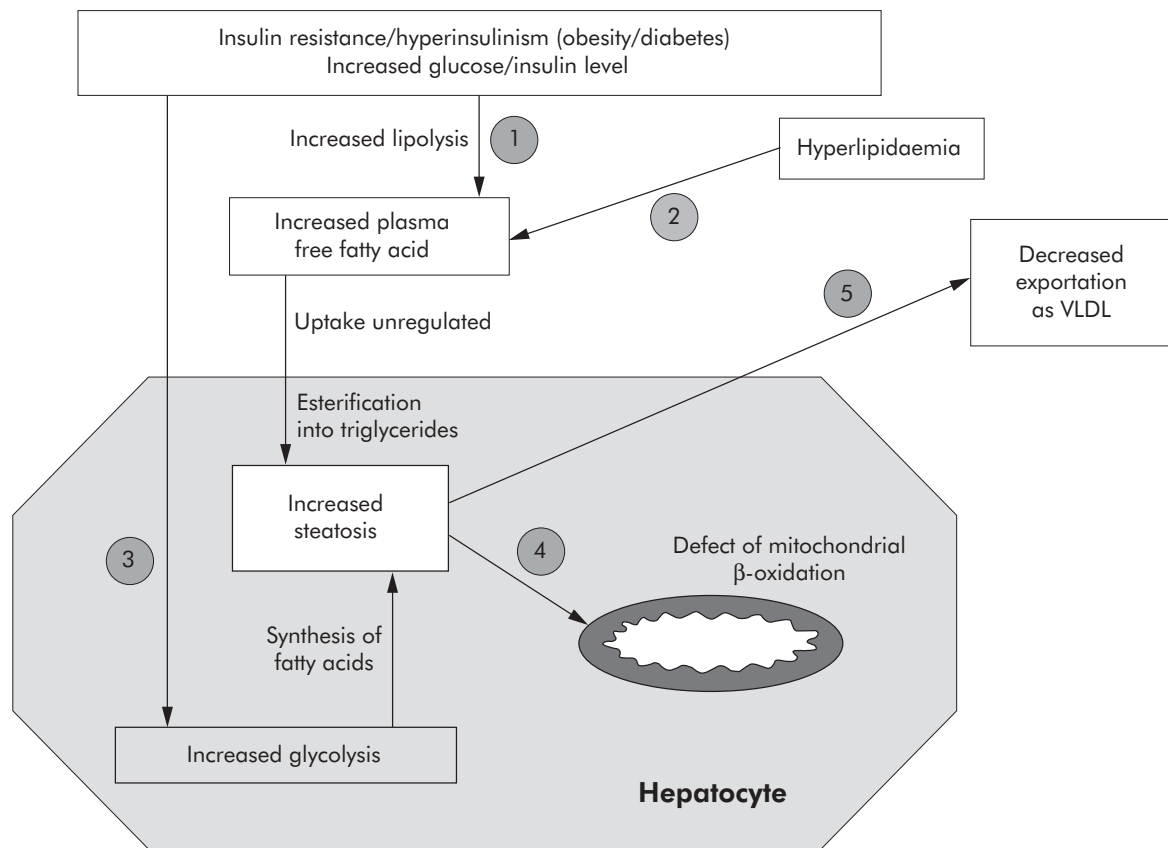 Insulin resistance/hyperinsulinism (obesity/diabetes)
Increased glucose/insulin level
Increased lipolysis
1
Hyperlipidaemia
2
Increased plasma
free fatty acid
Decreased
exportation
as VLDL
5
Uptake unregulated
Esterification
into triglycerides
Increased
steatosis
3
4
Defect of mitochondrial
β-oxidation
Synthesis of
fatty acids
Increased glycolysis
Hepatocyte